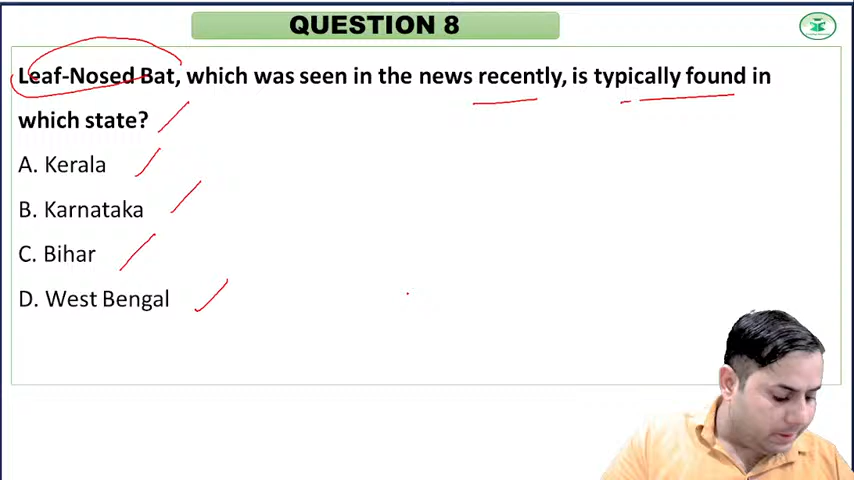 QUESTION 8
Leaf-Nosed Bat, which was seen in the news recently, is typically found in
which state?
A. Kerala
B. Karnataka
C. Bihar
D. West Bengal